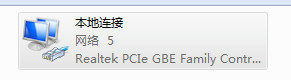 本地连接
网络 5
Realtek PCIe GBE Family Contr...